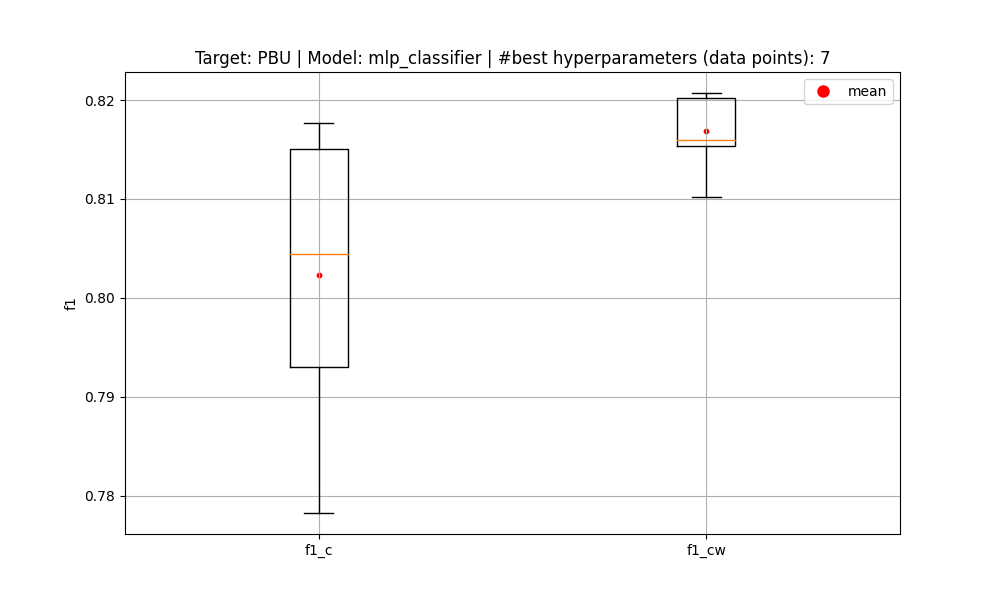 Target: PBU | Model: mlp_classifier | #best hyperparameters (data points): 7
mean
0.82
0.81
0.80
0.79
0.78
f1
f1_c
f1_cw